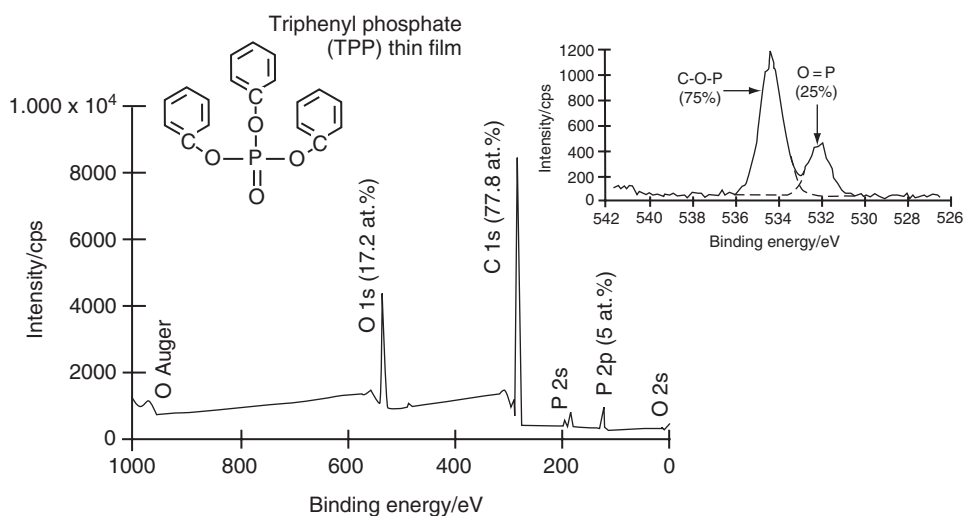 Triphenyl phosphate
(TPP) thin film
C
O
C
O
P
O
C
O
1.000 x 10⁴
8000
6000
4000
2000
0
Intensity/cps
1000
800
600
400
200
0
Binding energy/eV
O Auger
O 1s (17.2 at.%)
C 1s (77.8 at.%)
P 2s
P 2p (5 at.%)
O 2s
1200
1000
800
600
400
200
0
Intensity/cps
C-O-P
(75%)
O = P
(25%)
542
540
538
536
534
532
530
528
526
Binding energy/eV